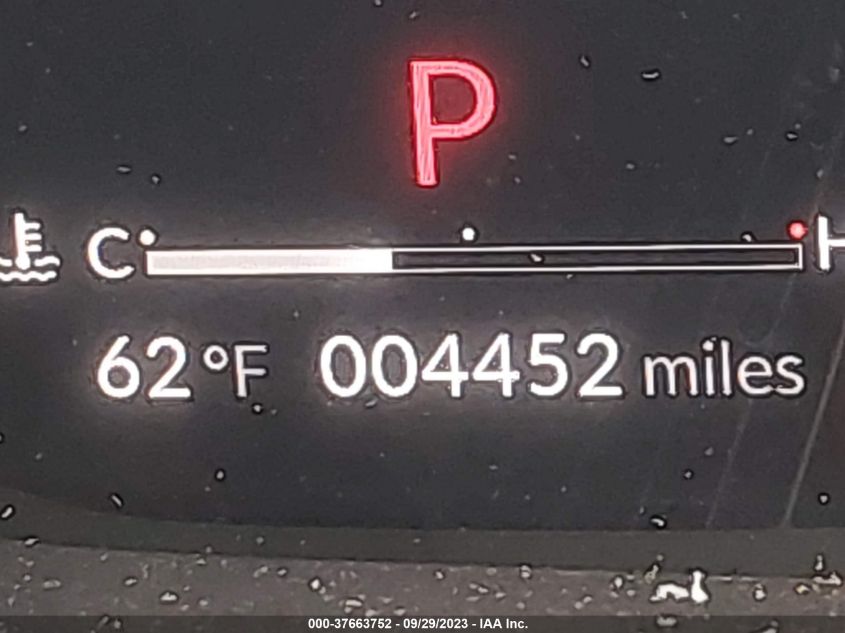 P
C H
62 °F 004452 miles
000-37663752 - 09/29/2023 - IAA Inc.